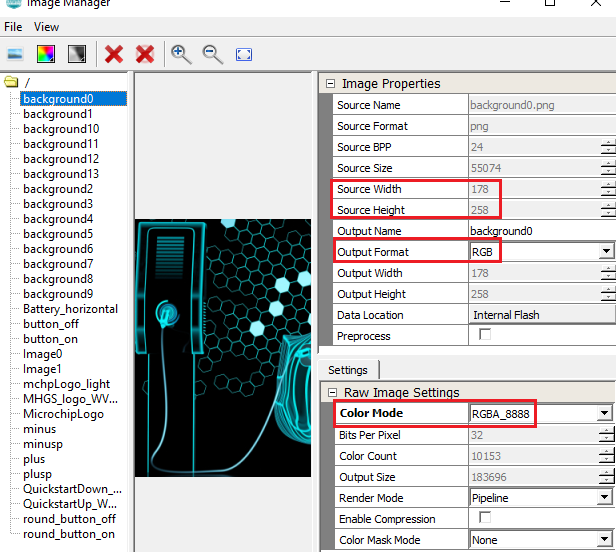 Image Manager
File View
/
background0
background1
background10
background11
background12
background13
background2
background3
background4
background5
background6
background7
background8
background9
Battery_horizontal
button_off
button_on
Image0
Image1
mchpLogo_light
MHGS_logo_WV...
MicrochipLogo
minus
minusp
plus
plusp
QuickstartDown_...
QuickstartUp_W...
round_button_off
round_button_on
Image Properties
Source Name background0.png
Source Format png
Source BPP 24
Source Size 55074
Source Width 178
Source Height 258
Output Name background0
Output Format RGB
Output Width 178
Output Height 258
Data Location Internal Flash
Preprocess
Settings
Raw Image Settings
Color Mode RGBA_8888
Bits Per Pixel 32
Color Count 10153
Output Size 183696
Render Mode Pipeline
Enable Compression
Color Mask Mode None